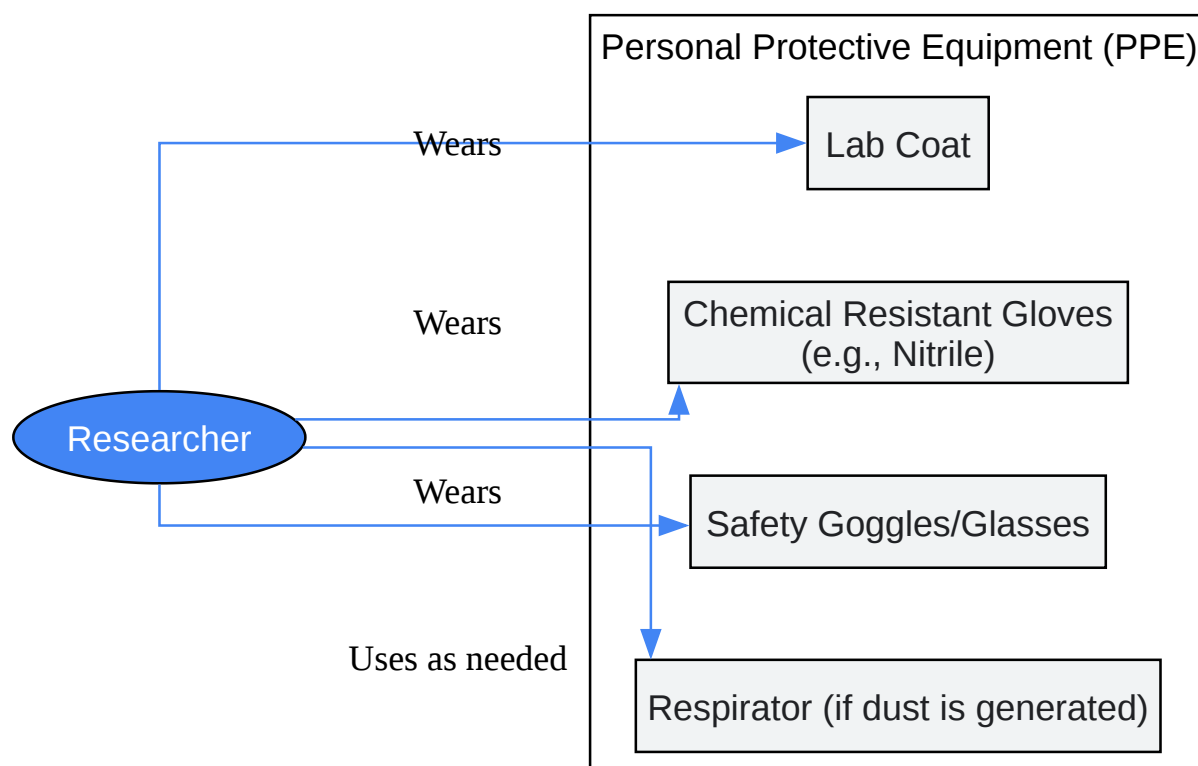 Personal Protective Equipment (PPE)
Wears
Lab Coat
Wears
Chemical Resistant Gloves
(e.g., Nitrile)
Researcher
Wears
Safety Goggles/Glasses
Uses as needed
Respirator (if dust is generated)